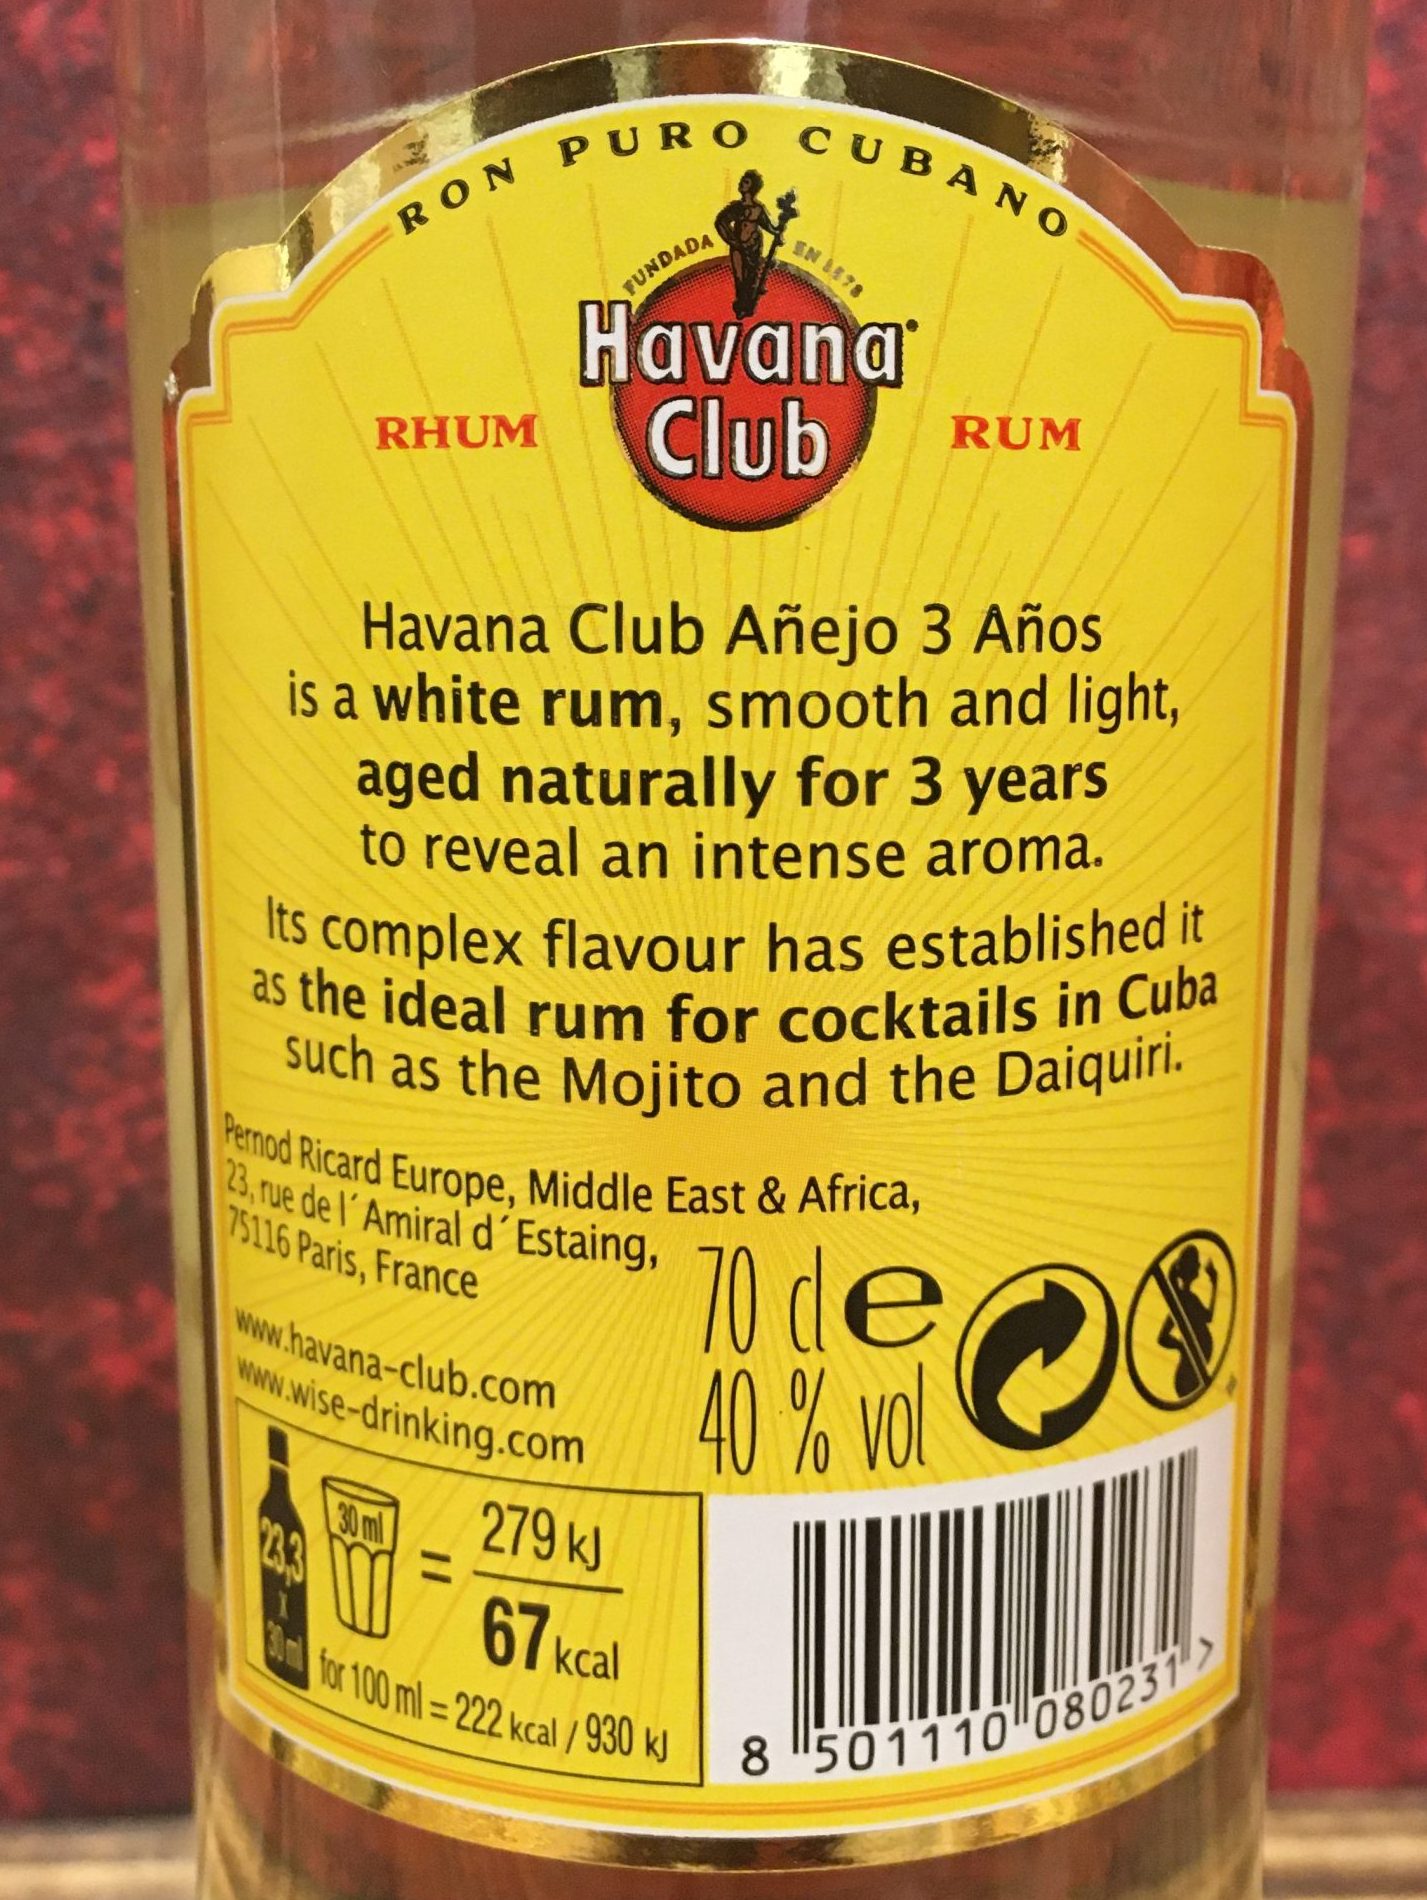 RON PURO CUBANO
FUNDADA EN 1878
Havana
Club
RHUM
RUM
Havana Club Añejo 3 Años
is a white rum, smooth and light,
aged naturally for 3 years
to reveal an intense aroma.
Its complex flavour has established it
as the ideal rum for cocktails in Cuba
such as the Mojito and the Daiquiri.
Pernod Ricard Europe, Middle East & Africa,
23, rue de l´Amiral d´Estaing,
75116 Paris, France
www.havana-club.com
www.wise-drinking.com
70 cl e
40 % vol
23,3
x
30 ml
30 ml
=
279 kJ
67 kcal
for 100 ml = 222 kcal / 930 kJ
8 501110 080231 >